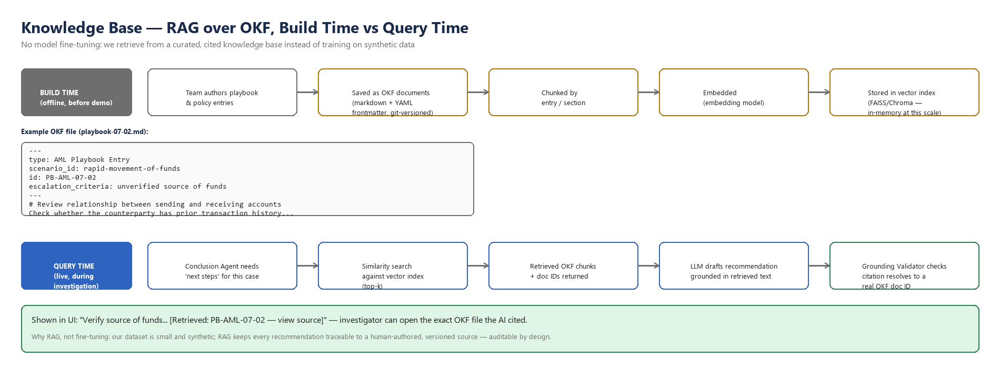 Knowledge Base — RAG over OKF, Build Time vs Query Time
No model fine-tuning: we retrieve from a curated, cited knowledge base instead of training on synthetic data
BUILD TIME
(offline, before demo)
Team authors playbook
& policy entries
Saved as OKF documents
(markdown + YAML
frontmatter, git-versioned)
Chunked by
entry / section
Embedded
(embedding model)
Stored in vector index
(FAISS/Chroma —
in-memory at this scale)
Example OKF file (playbook-07-02.md):
---
type: AML Playbook Entry
scenario_id: rapid-movement-of-funds
id: PB-AML-07-02
escalation_criteria: unverified source of funds
---
# Review relationship between sending and receiving accounts
Check whether the counterparty has prior transaction history...
QUERY TIME
(live, during
investigation)
Conclusion Agent needs
'next steps' for this case
Similarity search
against vector index
(top-k)
Retrieved OKF chunks
+ doc IDs returned
LLM drafts recommendation
grounded in retrieved text
Grounding Validator checks
citation resolves to a
real OKF doc ID
Shown in UI: "Verify source of funds... [Retrieved: PB-AML-07-02 — view source]" — investigator can open the exact OKF file the AI cited.
Why RAG, not fine-tuning: our dataset is small and synthetic; RAG keeps every recommendation traceable to a human-authored, versioned source — auditable by design.